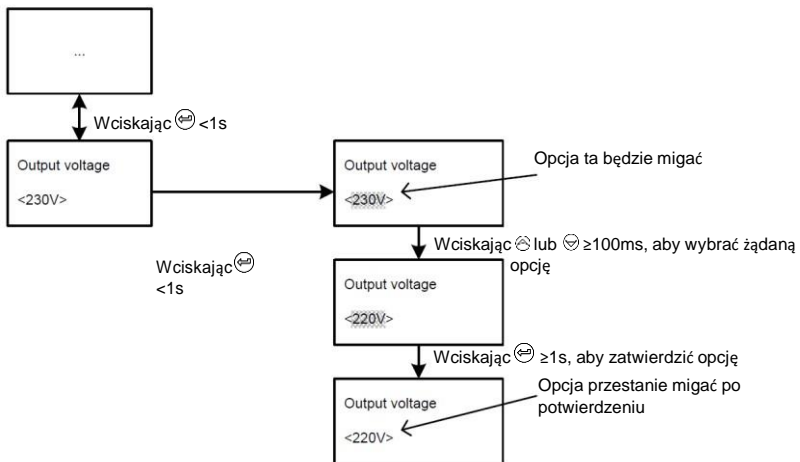 ...
Wciskając <1s
Output voltage
<230V>
Output voltage
<230V>
Opcja ta będzie migać
Wciskając
<1s
Wciskając lub ≥100ms, aby wybrać żądaną
opcję
Output voltage
<220V>
Wciskając ≥1s, aby zatwierdzić opcję
Output voltage
<220V>
Opcja przestanie migać po
potwierdzeniu